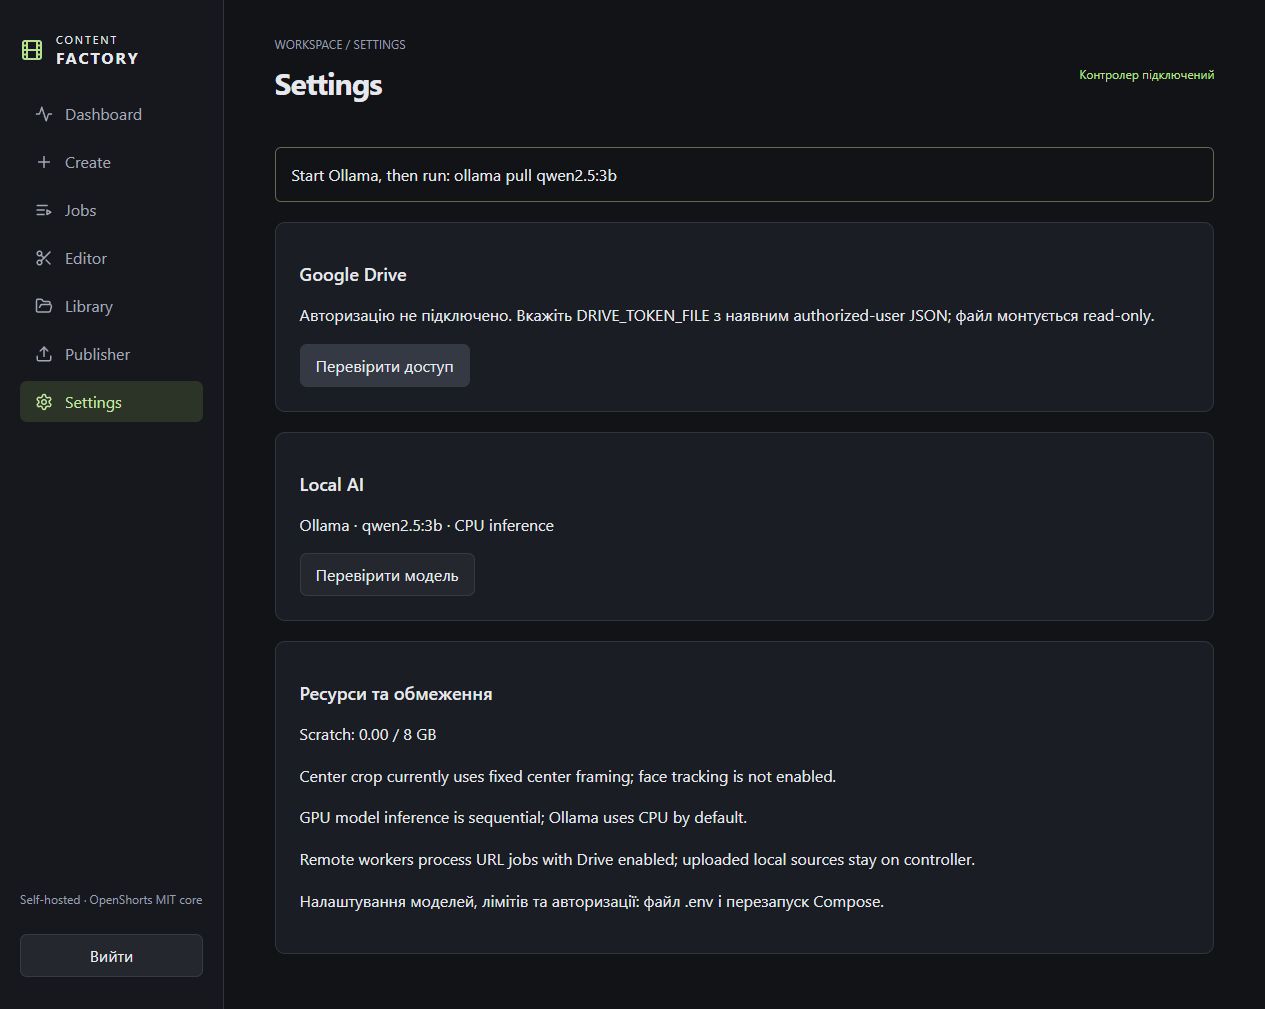 CONTENT
FACTORY
Dashboard
Create
Jobs
Editor
Library
Publisher
Settings
Self-hosted · OpenShorts MIT core
Вийти
WORKSPACE / SETTINGS
Settings
Контролер підключений
Start Ollama, then run: ollama pull qwen2.5:3b
Google Drive
Авторизацію не підключено. Вкажіть DRIVE_TOKEN_FILE з наявним authorized-user JSON; файл монтується read-only.
Перевірити доступ
Local AI
Ollama · qwen2.5:3b · CPU inference
Перевірити модель
Ресурси та обмеження
Scratch: 0.00 / 8 GB
Center crop currently uses fixed center framing; face tracking is not enabled.
GPU model inference is sequential; Ollama uses CPU by default.
Remote workers process URL jobs with Drive enabled; uploaded local sources stay on controller.
Налаштування моделей, лімітів та авторизації: файл .env і перезапуск Compose.